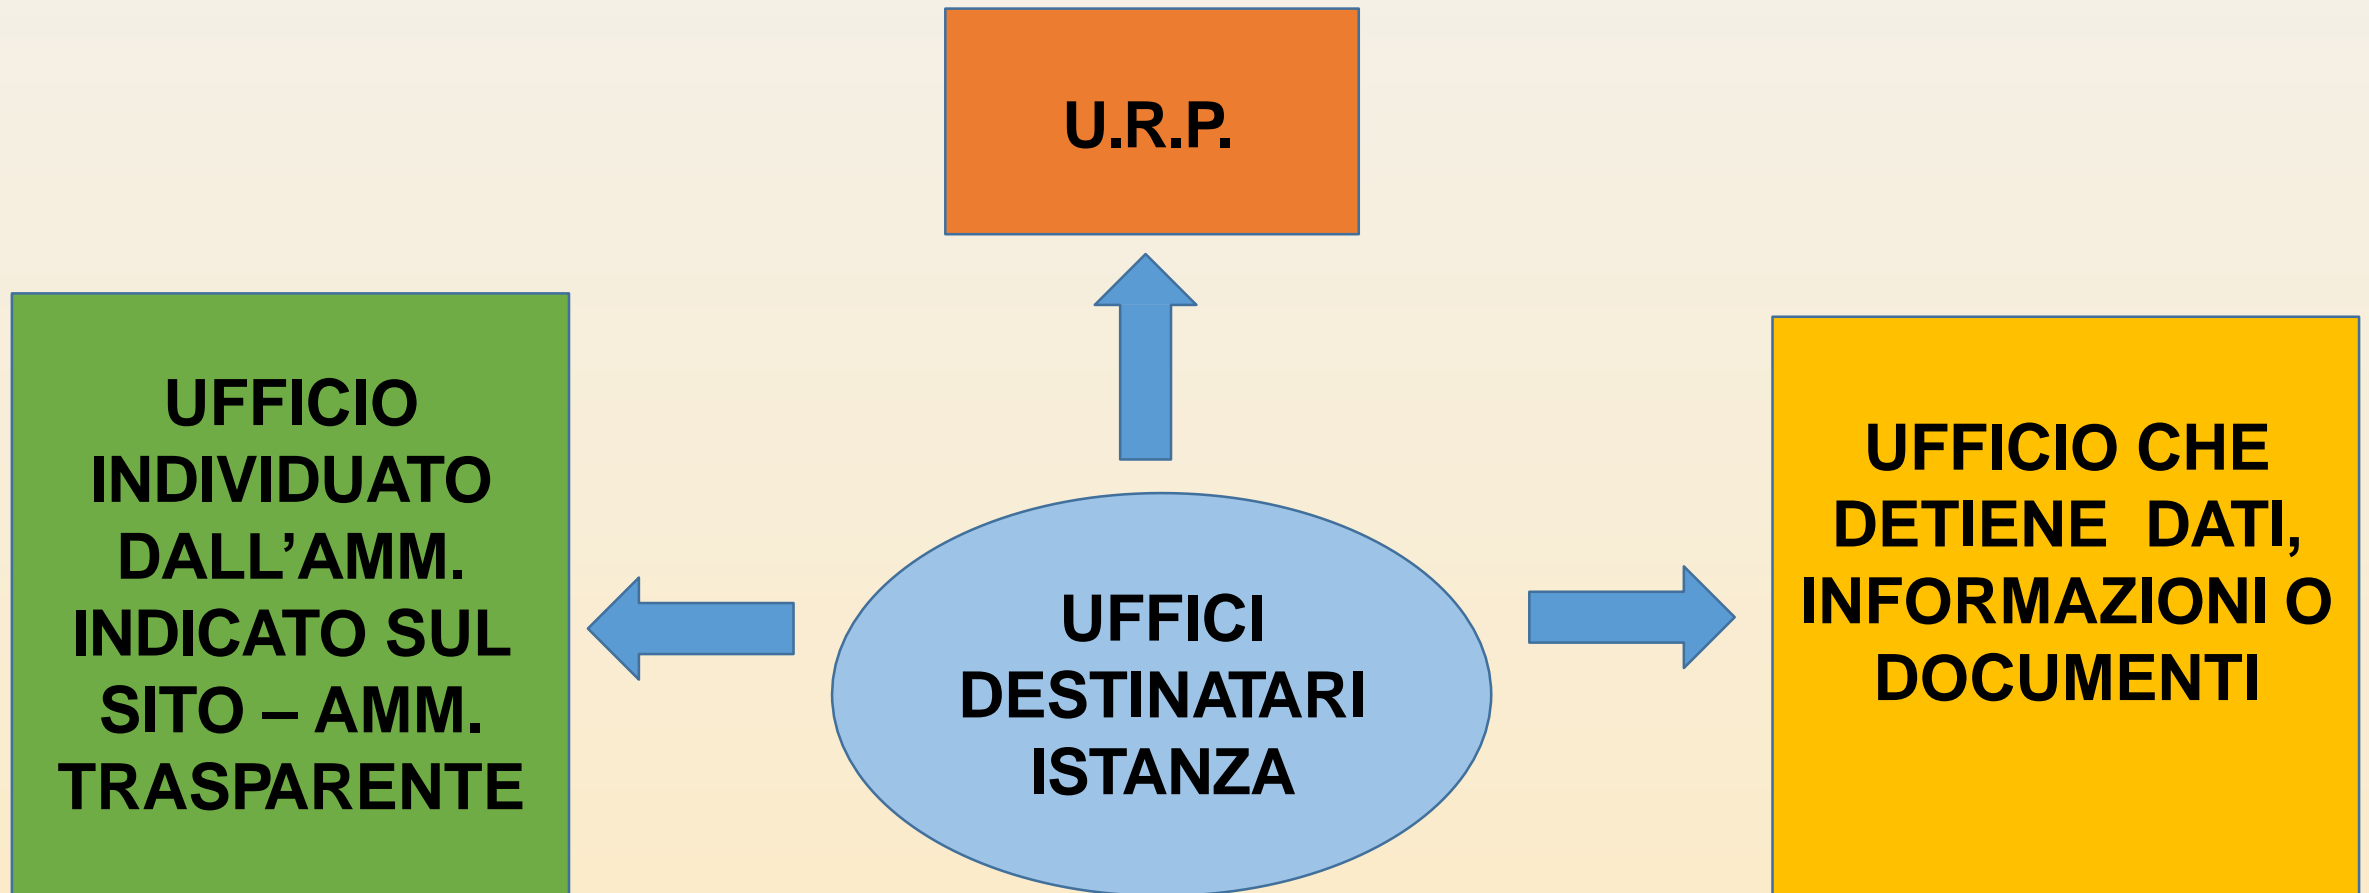 U.R.P.
UFFICIO
INDIVIDUATO
DALL’AMM.
INDICATO SUL
SITO – AMM.
TRASPARENTE
UFFICI
DESTINATARI
ISTANZA
UFFICIO CHE
DETIENE  DATI,
INFORMAZIONI O
DOCUMENTI